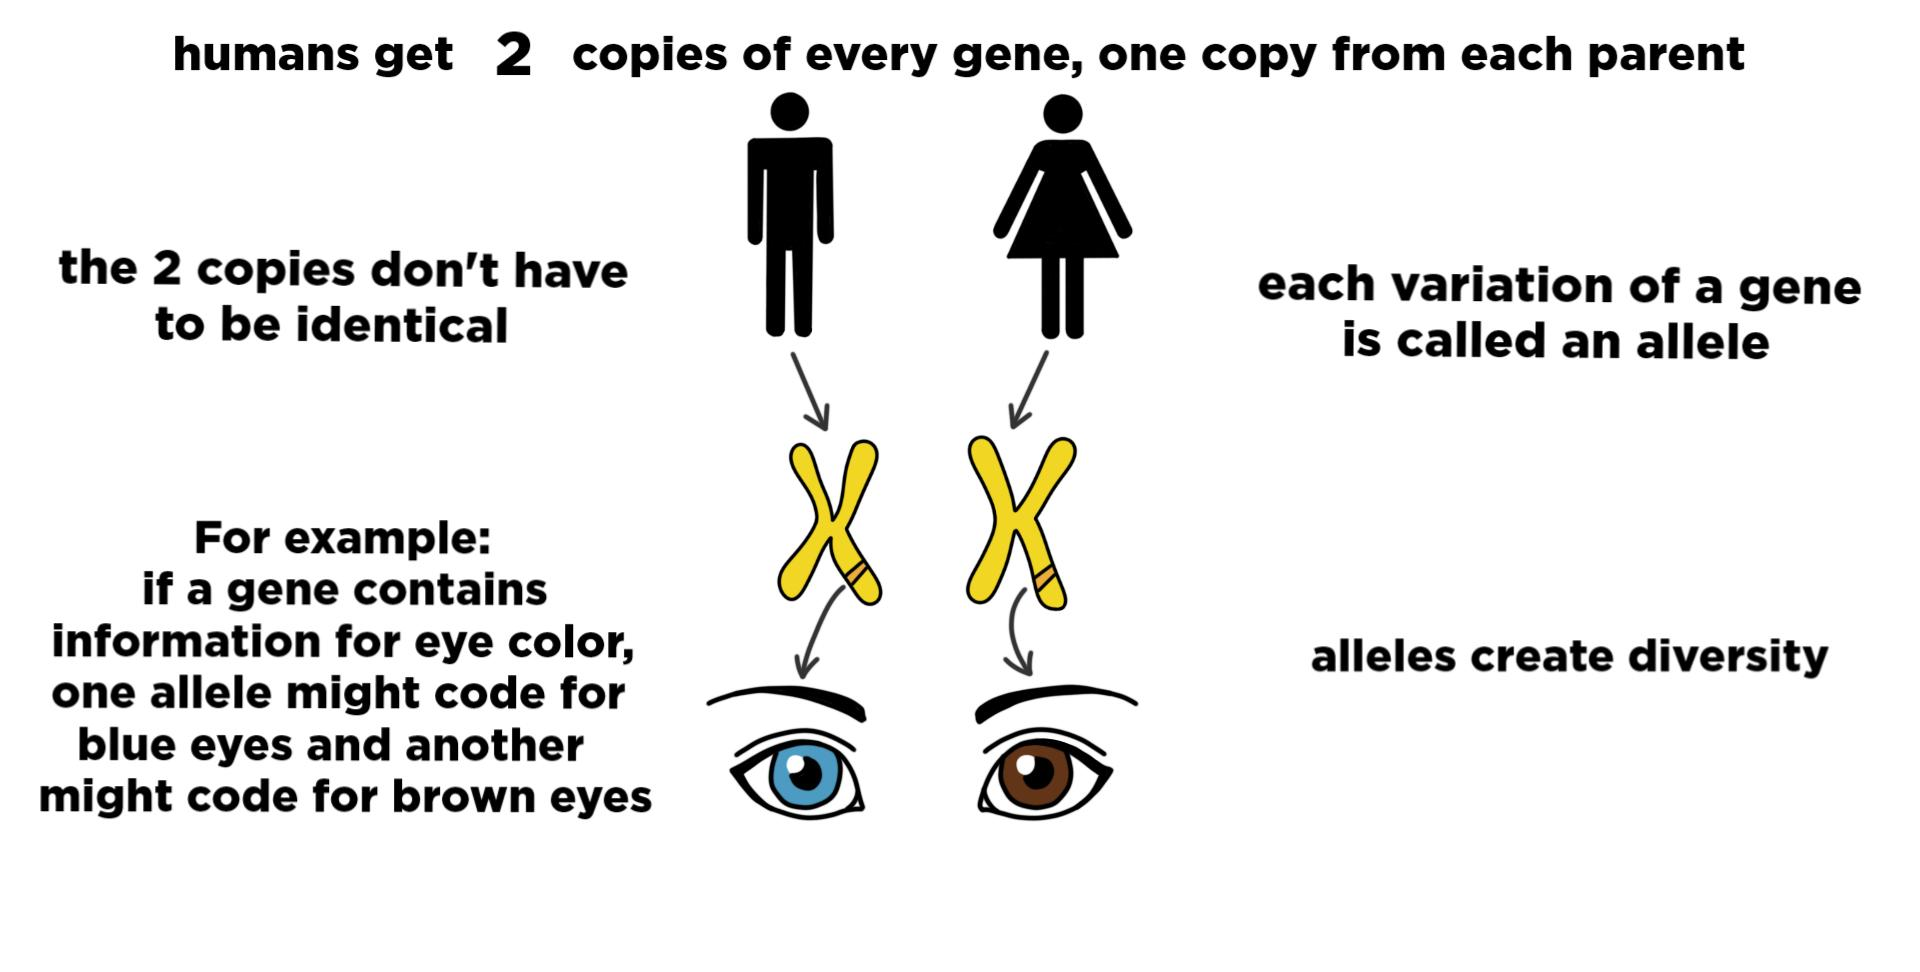 humans get 2 copies of every gene, one copy from each parent
the 2 copies don't have
to be identical
each variation of a gene
is called an allele
For example:
if a gene contains
information for eye color,
one allele might code for
blue eyes and another
might code for brown eyes
alleles create diversity